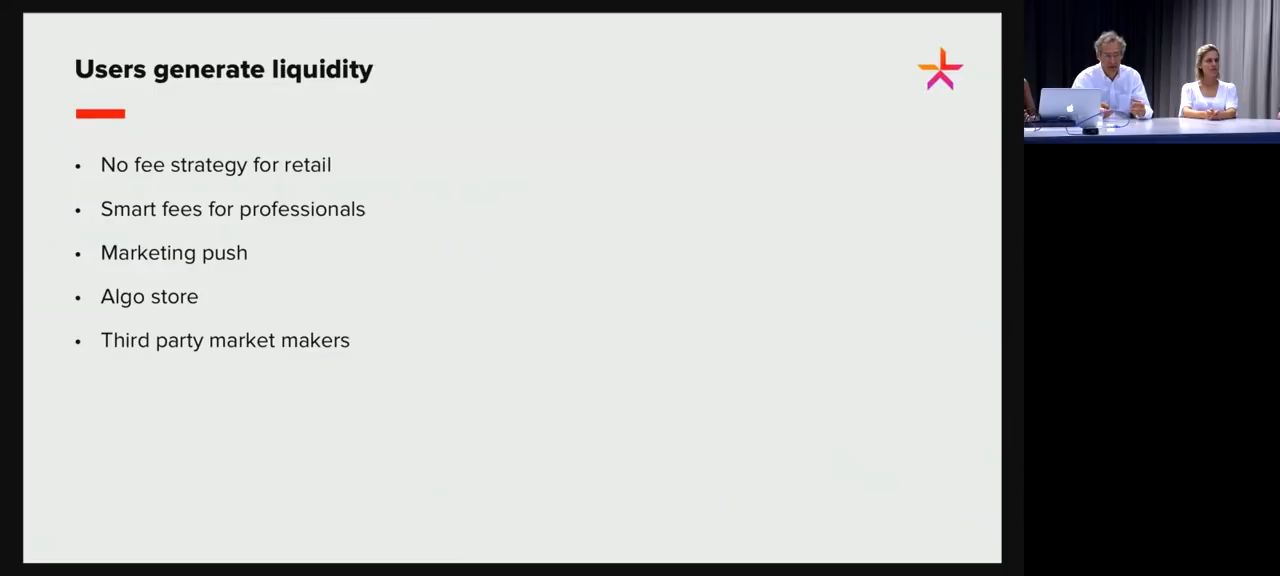 Users generate liquidity
• No fee strategy for retail
• Smart fees for professionals
• Marketing push
• Algo store
• Third party market makers